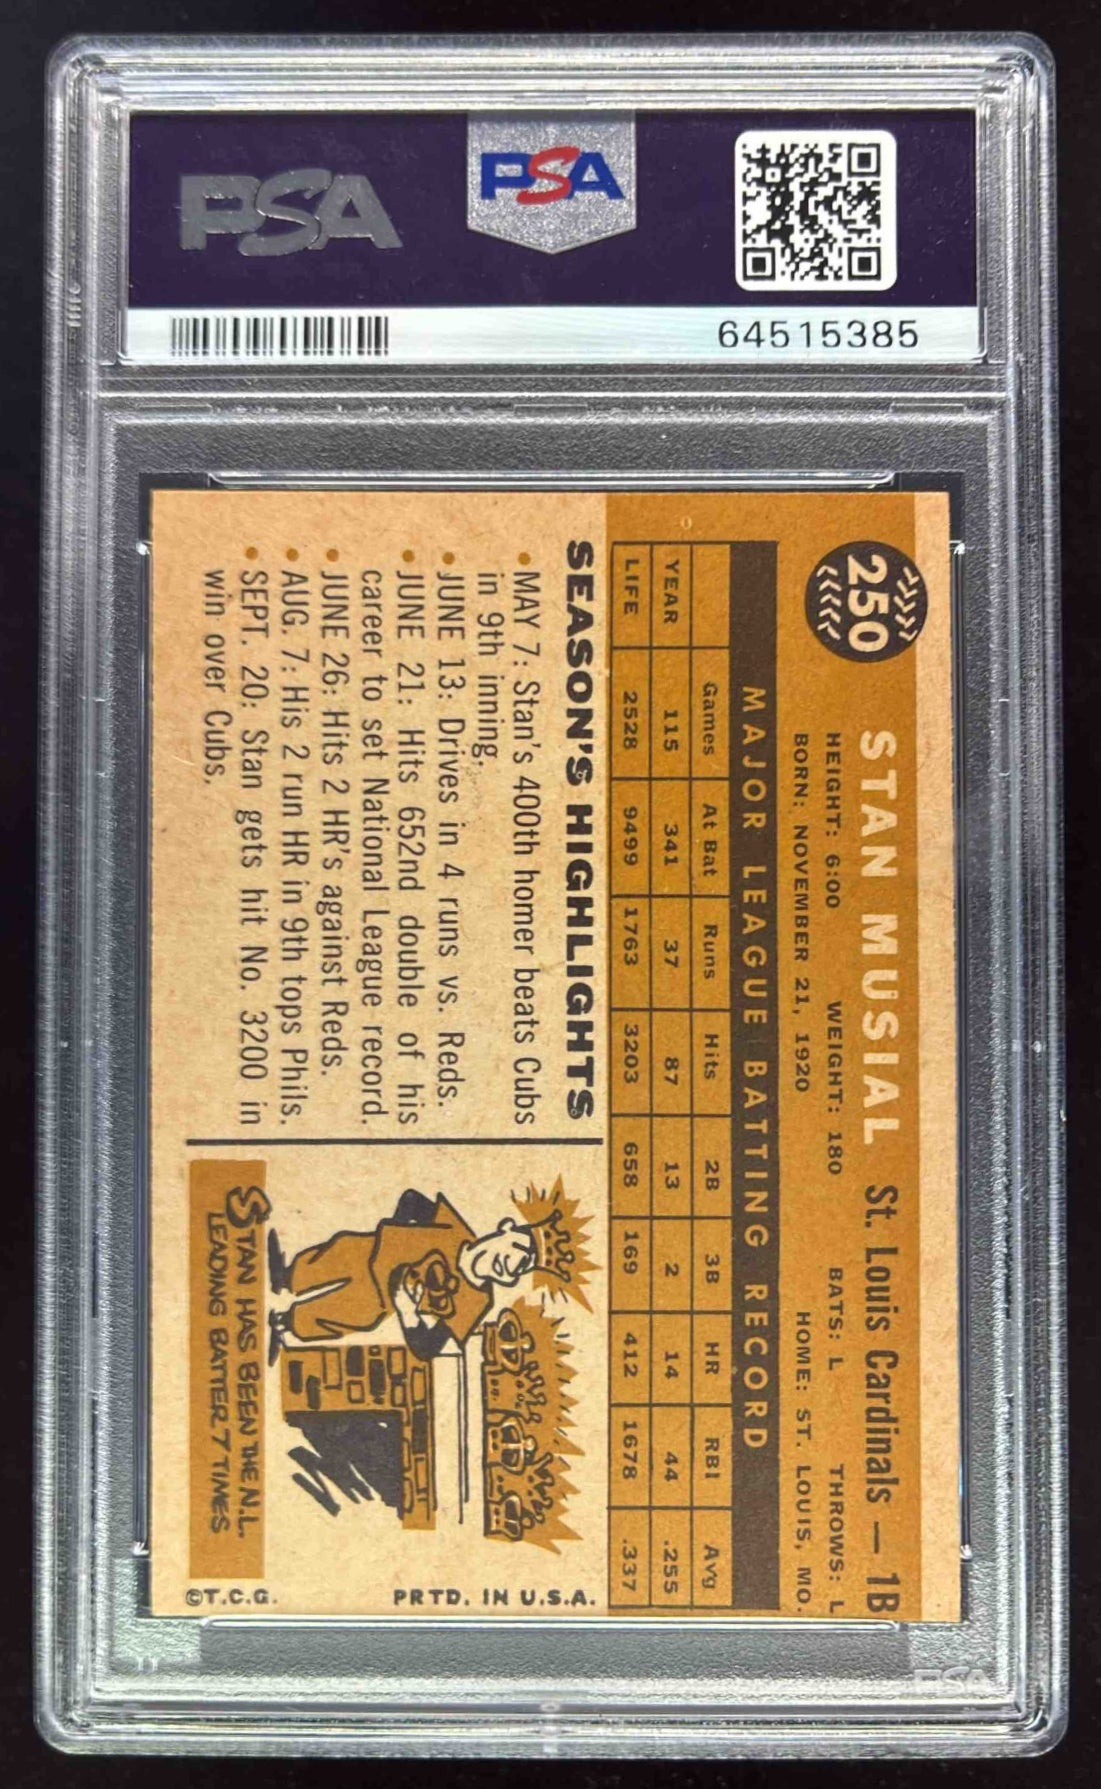 PSA
PSA
64515385
250
STAN MUSIAL St. Louis Cardinals — 1B
HEIGHT: 6:00 WEIGHT: 180 BATS: L THROWS: L
BORN: NOVEMBER 21, 1920 HOME: ST. LOUIS, MO.
MAJOR LEAGUE BATTING RECORD
Games At Bat Runs Hits 2B 3B HR RBI Avg
YEAR 115 341 37 87 13 2 14 44 .255
LIFE 2528 9499 1763 3203 658 169 412 1678 .337
SEASON'S HIGHLIGHTS
• MAY 7: Stan's 400th homer beats Cubs
in 9th inning.
• JUNE 13: Drives in 4 runs vs. Reds.
• JUNE 21: Hits 652nd double of his
career to set National League record.
• JUNE 26: Hits 2 HR's against Reds.
• AUG. 7: His 2 run HR in 9th tops Phils.
• SEPT. 20: Stan gets hit No. 3200 in
win over Cubs.
STAN HAS BEEN THE N.L.
LEADING BATTER 7 TIMES
PRTD. IN U.S.A.
©T.C.G.
PSA